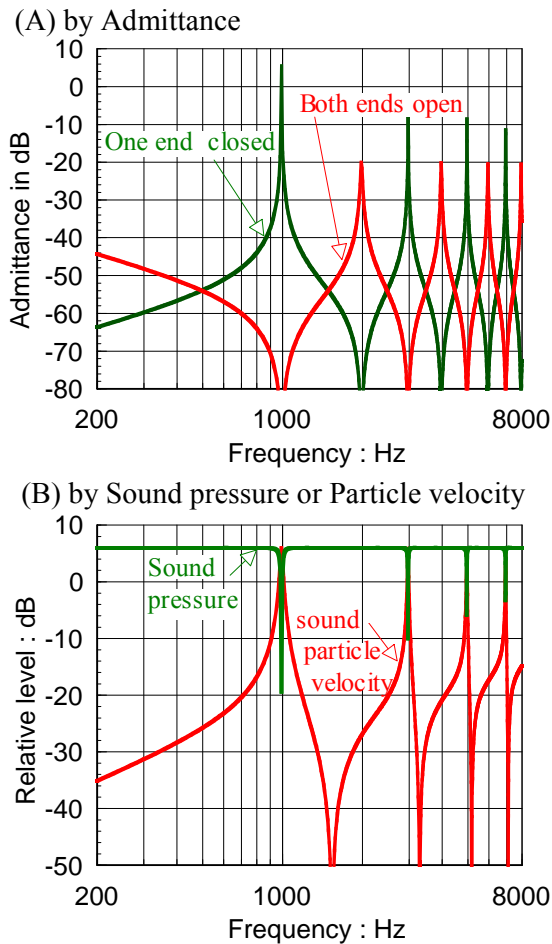 (A) by Admittance
10
0
-10
-20
-30
-40
-50
-60
-70
-80
Admittance in dB
Both ends open
One end closed
200
1000
8000
Frequency : Hz
(B) by Sound pressure or Particle velocity
10
0
-10
-20
-30
-40
-50
Relative level : dB
Sound
pressure
sound
particle
velocity
200
1000
8000
Frequency : Hz